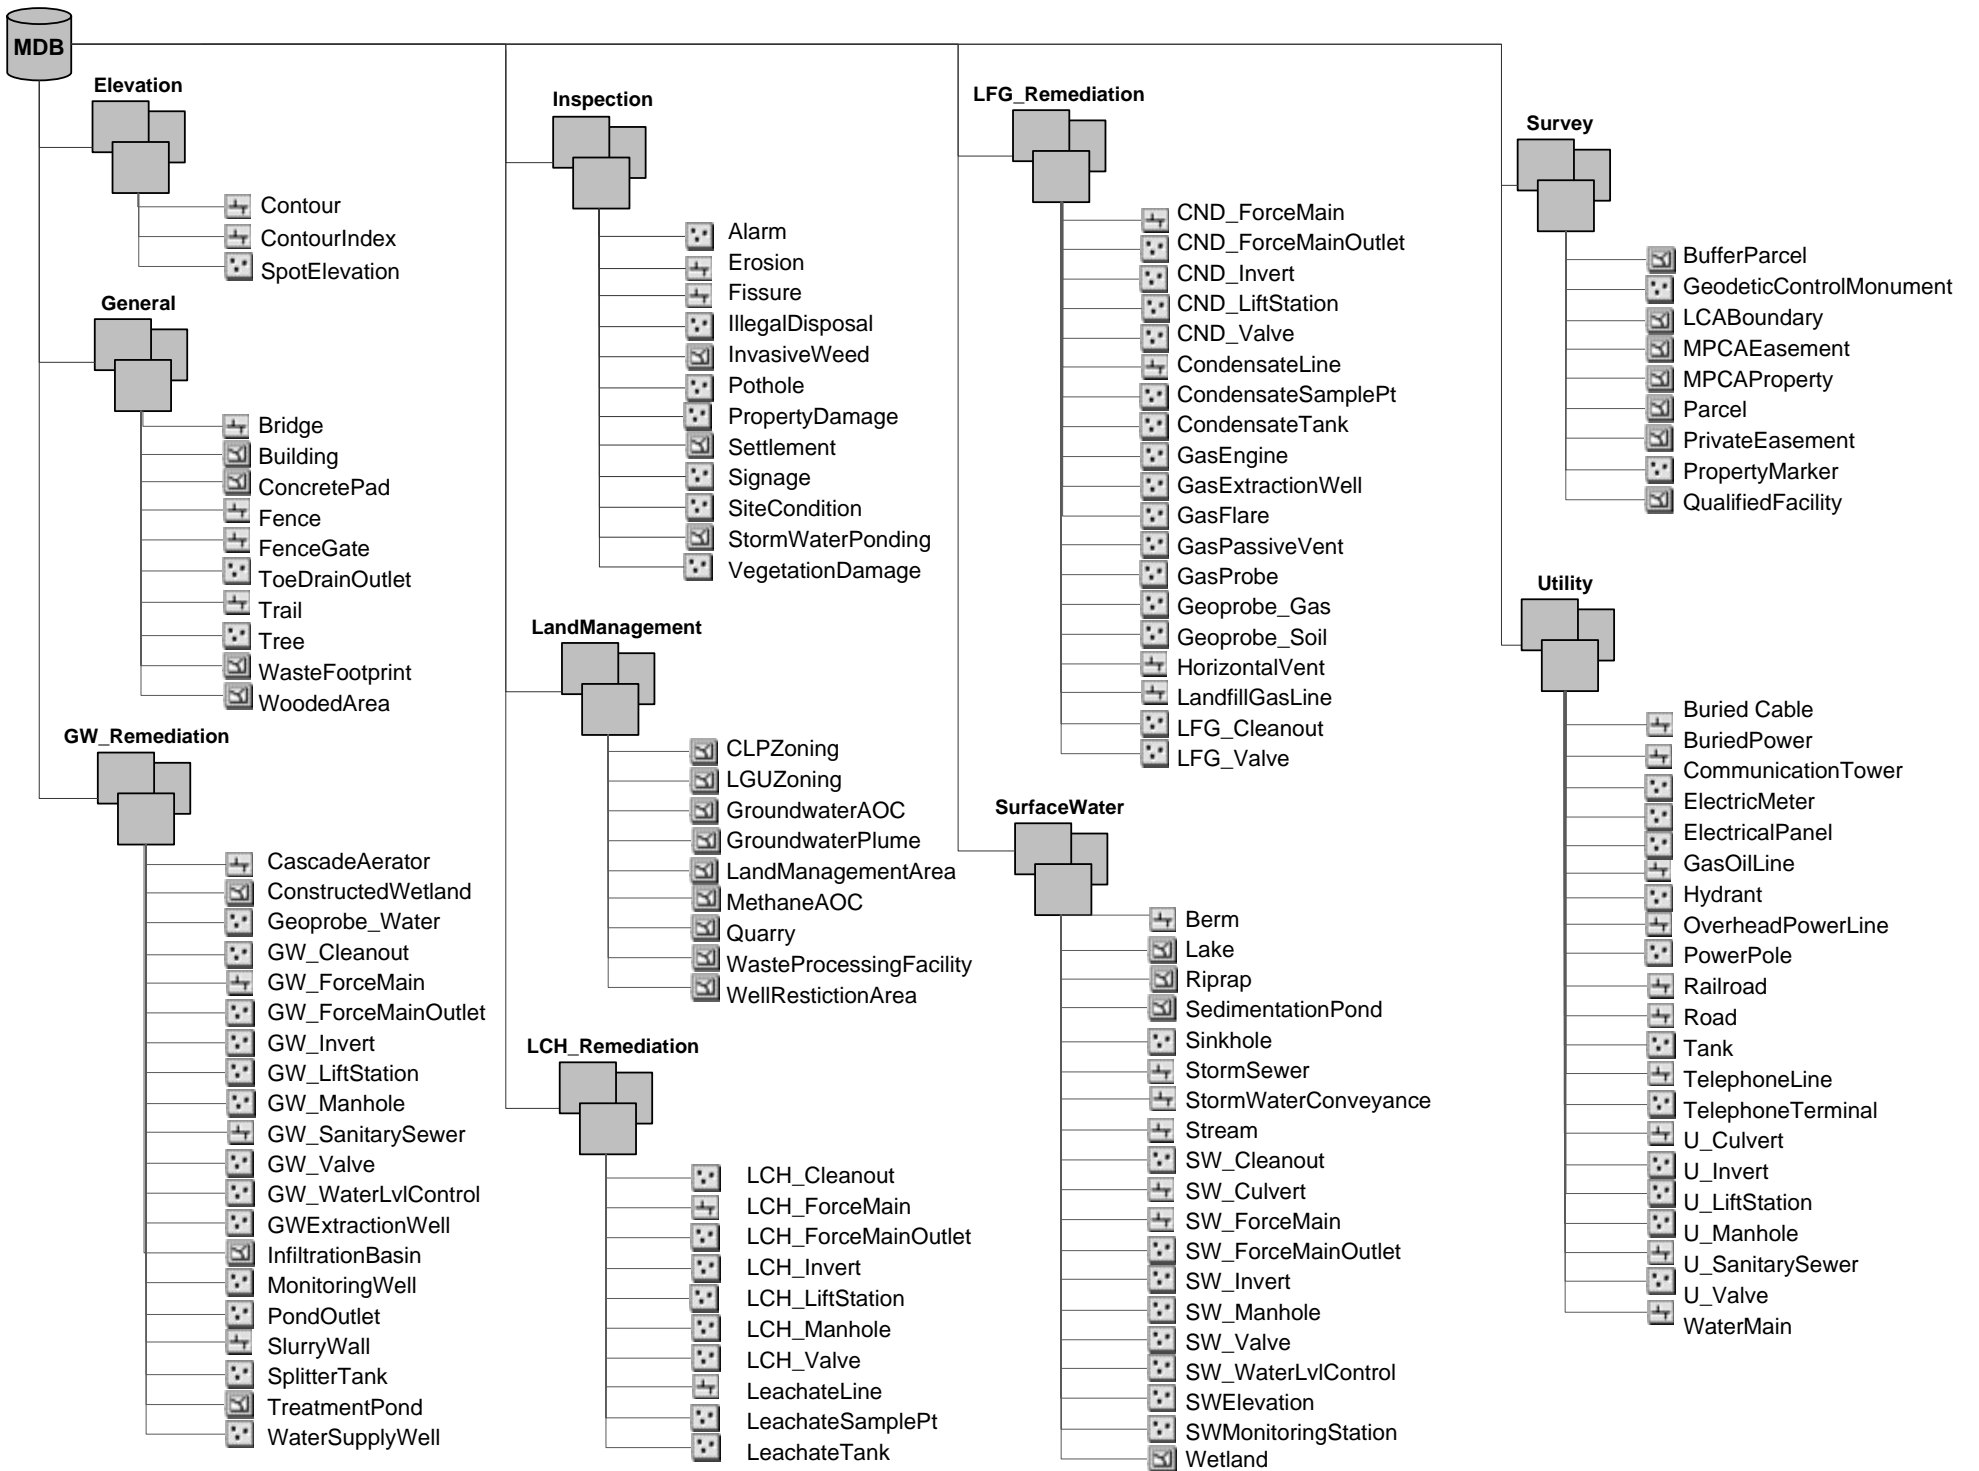 MDB
Elevation
Contour
ContourIndex
SpotElevation
General
Bridge
Building
ConcretePad
Fence
FenceGate
ToeDrainOutlet
Trail
Tree
WasteFootprint
WoodedArea
GW_Remediation
CascadeAerator
ConstructedWetland
Geoprobe_Water
GW_Cleanout
GW_ForceMain
GW_ForceMainOutlet
GW_Invert
GW_LiftStation
GW_Manhole
GW_SanitarySewer
GW_Valve
GW_WaterLvlControl
GWExtractionWell
InfiltrationBasin
MonitoringWell
PondOutlet
SlurryWall
SplitterTank
TreatmentPond
WaterSupplyWell
Inspection
Alarm
Erosion
Fissure
IllegalDisposal
InvasiveWeed
Pothole
PropertyDamage
Settlement
Signage
SiteCondition
StormWaterPonding
VegetationDamage
LandManagement
CLPZoning
LGUZoning
GroundwaterAOC
GroundwaterPlume
LandManagementArea
MethaneAOC
Quarry
WasteProcessingFacility
WellRestictionArea
LCH_Remediation
LCH_Cleanout
LCH_ForceMain
LCH_ForceMainOutlet
LCH_Invert
LCH_LiftStation
LCH_Manhole
LCH_Valve
LeachateLine
LeachateSamplePt
LeachateTank
LFG_Remediation
CND_ForceMain
CND_ForceMainOutlet
CND_Invert
CND_LiftStation
CND_Valve
CondensateLine
CondensateSamplePt
CondensateTank
GasEngine
GasExtractionWell
GasFlare
GasPassiveVent
GasProbe
Geoprobe_Gas
Geoprobe_Soil
HorizontalVent
LandfillGasLine
LFG_Cleanout
LFG_Valve
SurfaceWater
Berm
Lake
Riprap
SedimentationPond
Sinkhole
StormSewer
StormWaterConveyance
Stream
SW_Cleanout
SW_Culvert
SW_ForceMain
SW_ForceMainOutlet
SW_Invert
SW_Manhole
SW_Valve
SW_WaterLvlControl
SWElevation
SWMonitoringStation
Wetland
Survey
BufferParcel
GeodeticControlMonument
LCABoundary
MPCAEasement
MPCAProperty
Parcel
PrivateEasement
PropertyMarker
QualifiedFacility
Utility
Buried Cable
BuriedPower
CommunicationTower
ElectricMeter
ElectricalPanel
GasOilLine
Hydrant
OverheadPowerLine
PowerPole
Railroad
Road
Tank
TelephoneLine
TelephoneTerminal
U_Culvert
U_Invert
U_LiftStation
U_Manhole
U_SanitarySewer
U_Valve
WaterMain